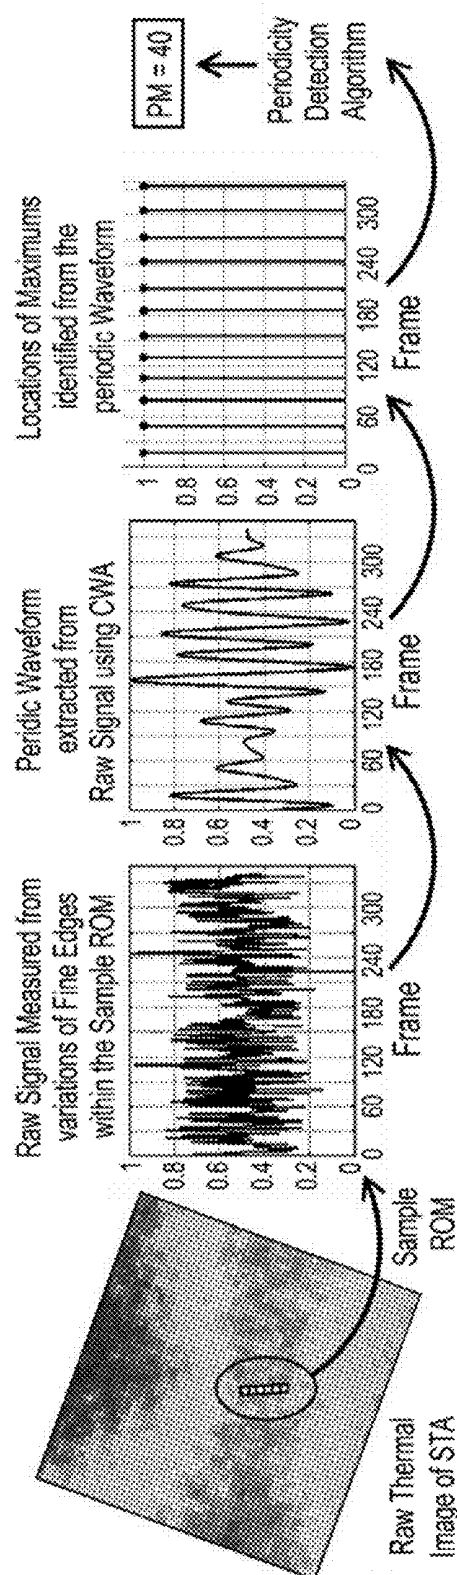 Raw Thermal
Image of STA
Sample
ROM
Raw Signal Measured from
variations of Fine Edges
within the Sample ROM
1
0.8
0.6
0.4
0.2
0
0 60 120 180 240 300
Frame
Peridic Waveform
extracted from
Raw Signal using CWA
1
0.8
0.6
0.4
0.2
0
0 60 120 180 240 300
Frame
Locations of Maximums
identified from the
periodic Waveform
1
0.8
0.6
0.4
0.2
0
0 60 120 180 240 300
Frame
PM = 40
Periodicity
Detection
Algorithm